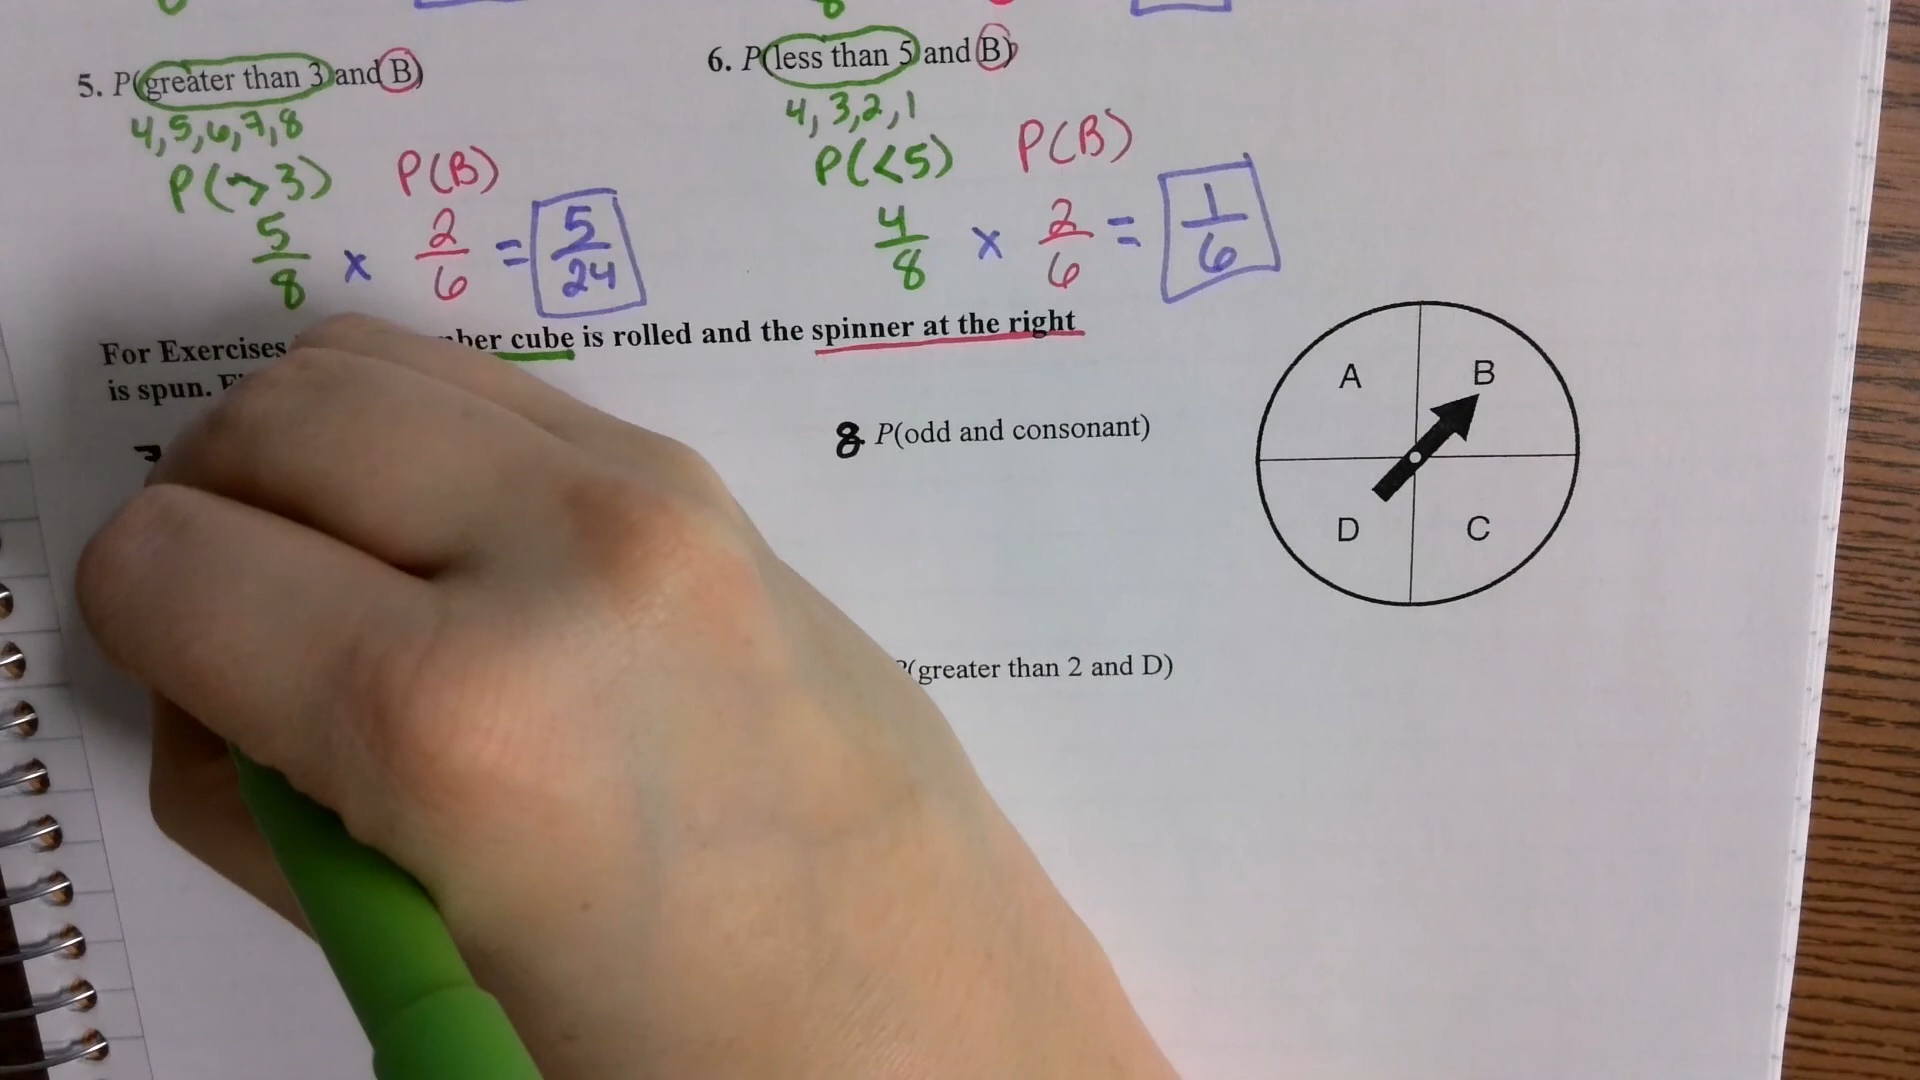 5. P(greater than 3 and B)
4,5,6,7,8
P(>3) P(B)
5/8 x 2/6 = 5/24
6. P(less than 5 and B)
4,3,2,1
P(<5) P(B)
4/8 x 2/6 = 1/6
For Exercises cube is rolled and the spinner at the right
is spun.
8. P(odd and consonant)
(greater than 2 and D)
A B
D C